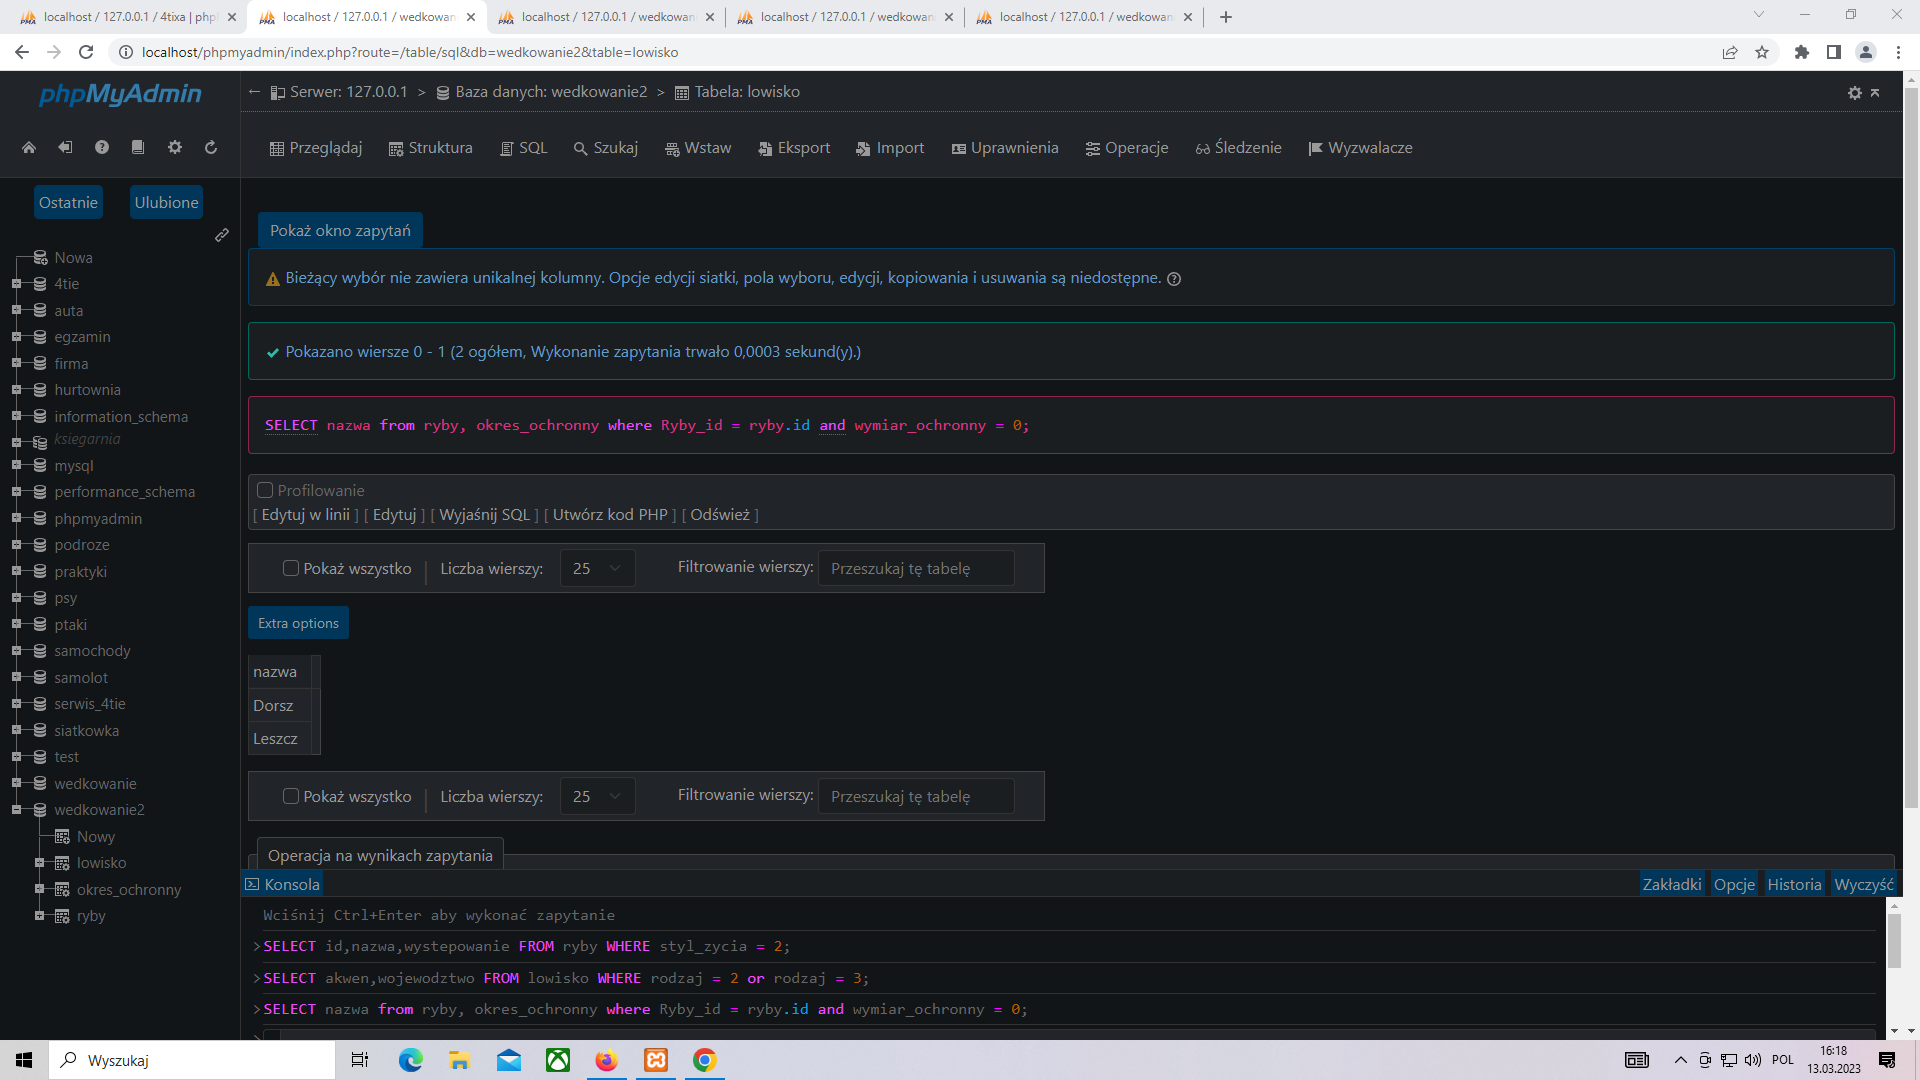 localhost / 127.0.0.1 / 4tixa | php
localhost / 127.0.0.1 / wedkowan
localhost / 127.0.0.1 / wedkowan
localhost / 127.0.0.1 / wedkowan
localhost / 127.0.0.1 / wedkowan
localhost/phpmyadmin/index.php?route=/table/sql&db=wedkowanie2&table=lowisko
phpMyAdmin
Ostatnie Ulubione
Nowa
4tie
auta
egzamin
firma
hurtownia
information_schema
ksiegarnia
mysql
performance_schema
phpmyadmin
podroze
praktyki
psy
ptaki
samochody
samolot
serwis_4tie
siatkowka
test
wedkowanie
wedkowanie2
Nowy
lowisko
okres_ochronny
ryby
← Serwer: 127.0.0.1 > Baza danych: wedkowanie2 > Tabela: lowisko
Przeglądaj Struktura SQL Szukaj Wstaw Eksport Import Uprawnienia Operacje Śledzenie Wyzwalacze
Pokaż okno zapytań
Bieżący wybór nie zawiera unikalnej kolumny. Opcje edycji siatki, pola wyboru, edycji, kopiowania i usuwania są niedostępne.
Pokazano wiersze 0 - 1 (2 ogółem, Wykonanie zapytania trwało 0,0003 sekund(y).)
SELECT nazwa from ryby, okres_ochronny where Ryby_id = ryby.id and wymiar_ochronny = 0;
Profilowanie
[ Edytuj w linii ] [ Edytuj ] [ Wyjaśnij SQL ] [ Utwórz kod PHP ] [ Odśwież ]
Pokaż wszystko | Liczba wierszy: 25 Filtrowanie wierszy: Przeszukaj tę tabelę
Extra options
nazwa
Dorsz
Leszcz
Pokaż wszystko | Liczba wierszy: 25 Filtrowanie wierszy: Przeszukaj tę tabelę
Operacja na wynikach zapytania
Konsola Zakładki Opcje Historia Wyczyść
Wciśnij Ctrl+Enter aby wykonać zapytanie
>SELECT id,nazwa,wystepowanie FROM ryby WHERE styl_zycia = 2;
>SELECT akwen,wojewodztwo FROM lowisko WHERE rodzaj = 2 or rodzaj = 3;
>SELECT nazwa from ryby, okres_ochronny where Ryby_id = ryby.id and wymiar_ochronny = 0;
>
Wyszukaj
POL
16:18
13.03.2023